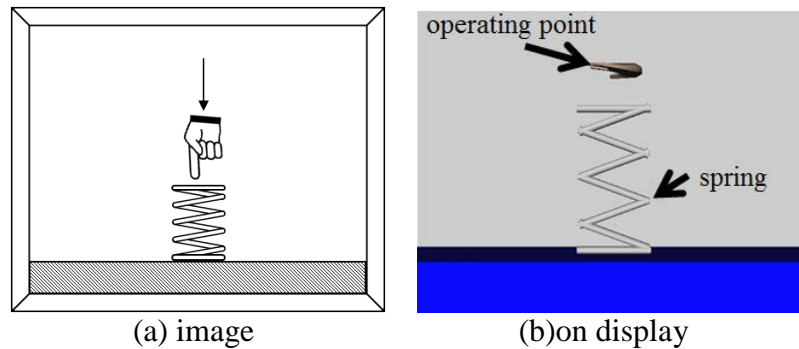 operating point
spring
(a) image
(b)on display